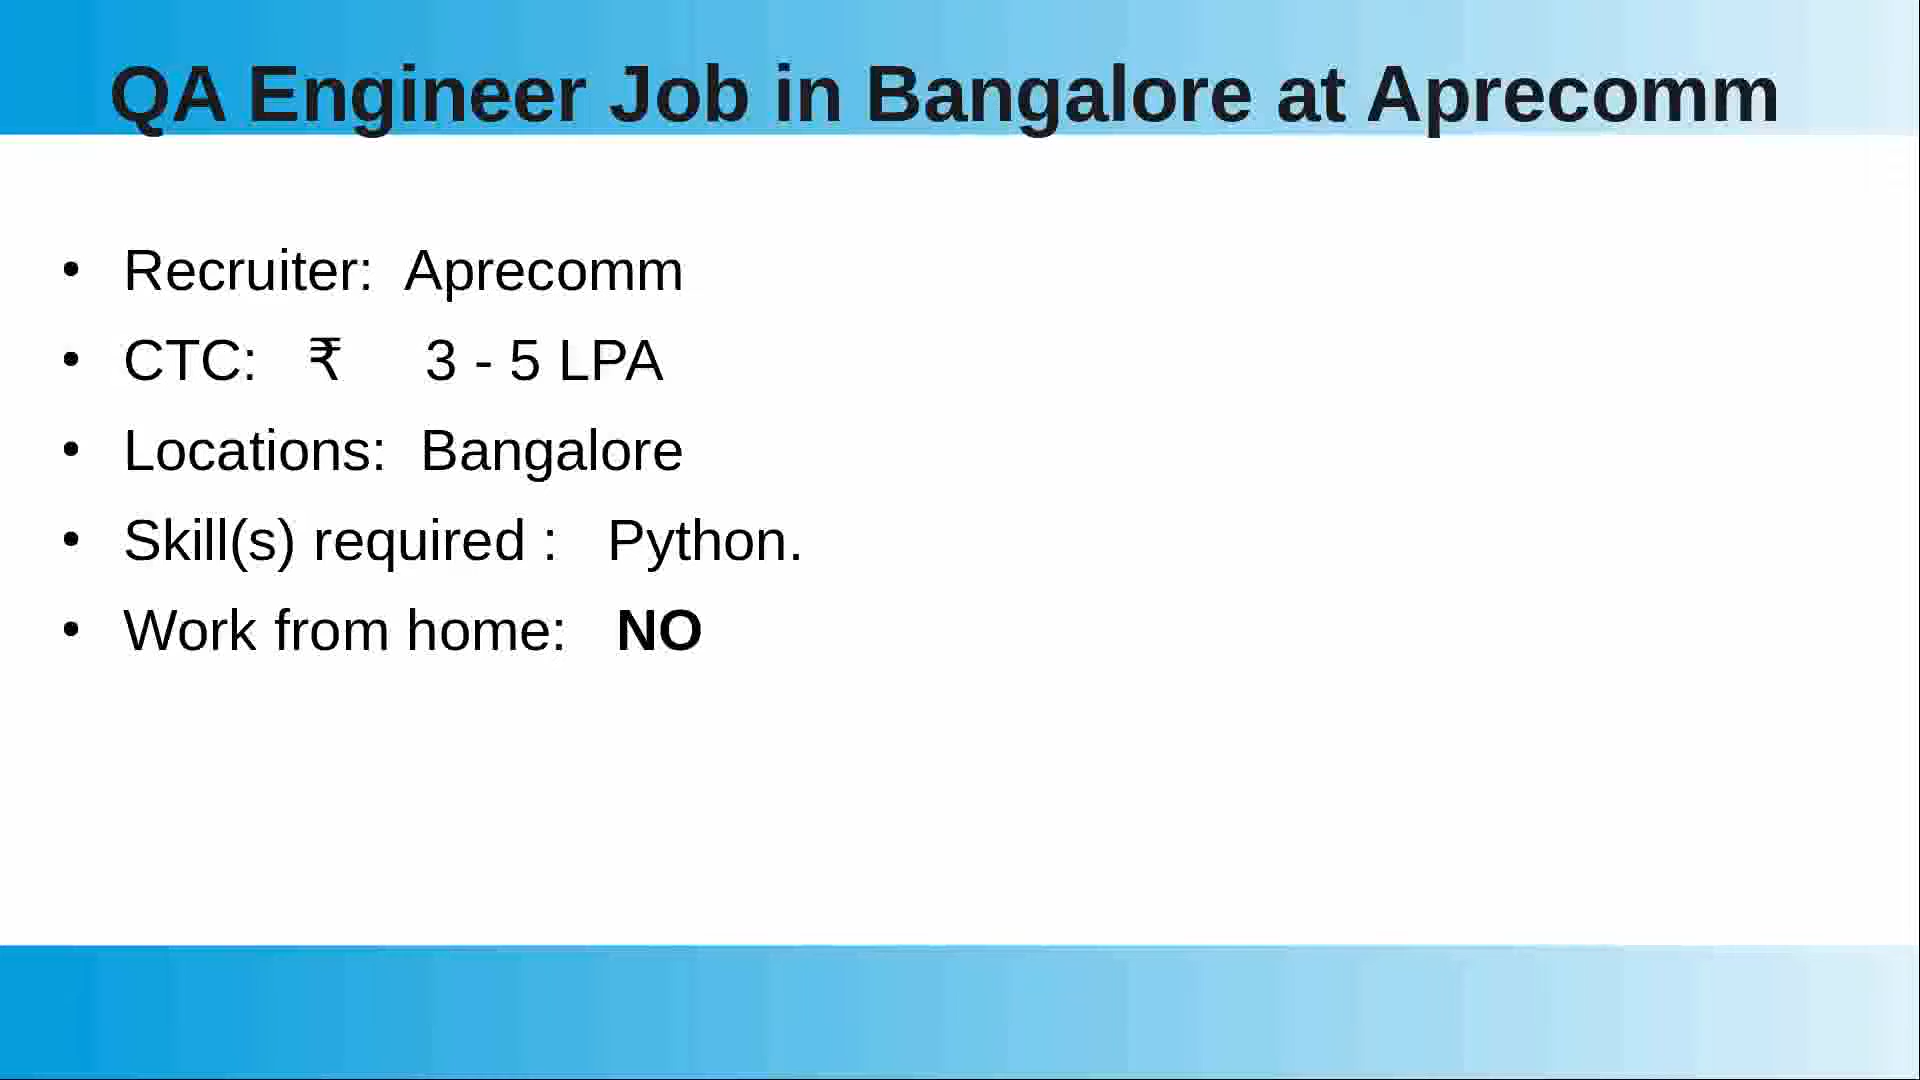 QA Engineer Job in Bangalore at Aprecomm
• Recruiter: Aprecomm
• CTC: ₹ 3 - 5 LPA
• Locations: Bangalore
• Skill(s) required : Python.
• Work from home: NO